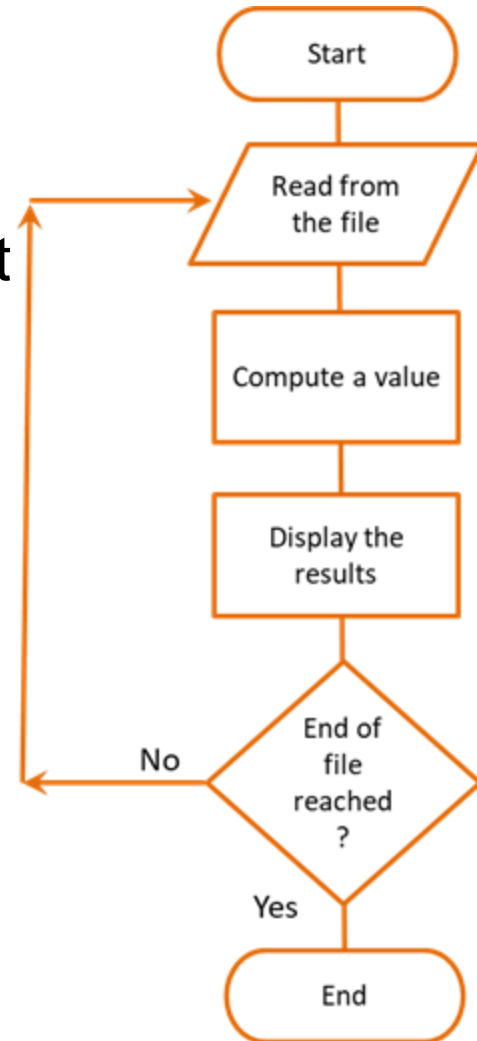 Start
Read from
the file
t
Compute a value
Display the
results
End of
file
reached
?
No
Yes
End